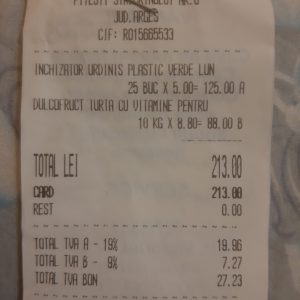 PITESTI
JUD.ARGES
CIF: RO15665533
INCHIZATOR URDINIS PLASTIC VERDE LUN
25 BUC X 5.00= 125.00 A
DULCOFRUCT TURTA CU VITAMINE PENTRU
10 KG X 8.80= 88.00 B
TOTAL LEI 213.00
CARD 213.00
REST 0.00
TOTAL TVA A - 19% 19.96
TOTAL TVA B - 9% 7.27
TOTAL TVA BON 27.23